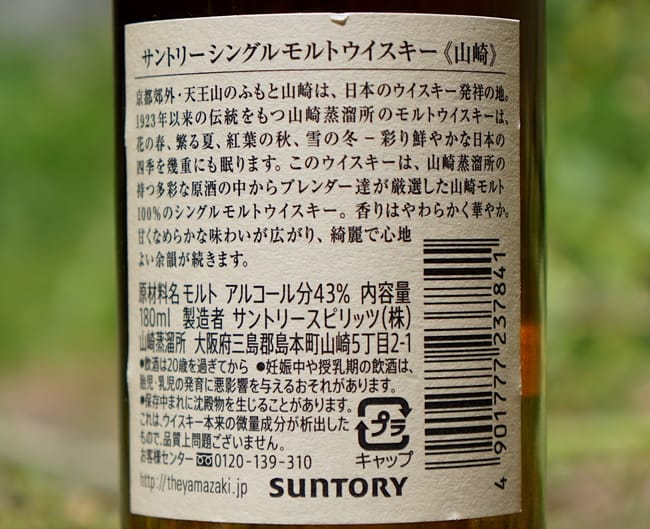 サントリーシングルモルトウイスキー《山崎》
京都郊外・天王山のふもと山崎は、日本のウイスキー発祥の地。
1923年以来の伝統をもつ山崎蒸溜所のモルトウイスキーは、
花の春、繁る夏、紅葉の秋、雪の冬－彩り鮮やかな日本の
四季を幾重にも眠ります。このウイスキーは、山崎蒸溜所の
持つ多彩な原酒の中からブレンダー達が厳選した山崎モルト
100%のシングルモルトウイスキー。香りはやわらかく華やか。
甘くなめらかな味わいが広がり、綺麗で心地
よい余韻が続きます。
原材料名モルト アルコール分43% 内容量
180ml 製造者 サントリースピリッツ(株)
山崎蒸溜所 大阪府三島郡島本町山崎5丁目2-1
●飲酒は20歳を過ぎてから ●妊娠中や授乳期の飲酒は、
胎児・乳児の発育に悪影響を与えるおそれがあります。
●保存中まれに沈殿物を生じることがあります。
これは、ウイスキー本来の微量成分が析出した
もので、品質上問題ございません。
お客様センター 0120-139-310
http://theyamazaki.jp SUNTORY
プラ
キャップ
4 901777 237841